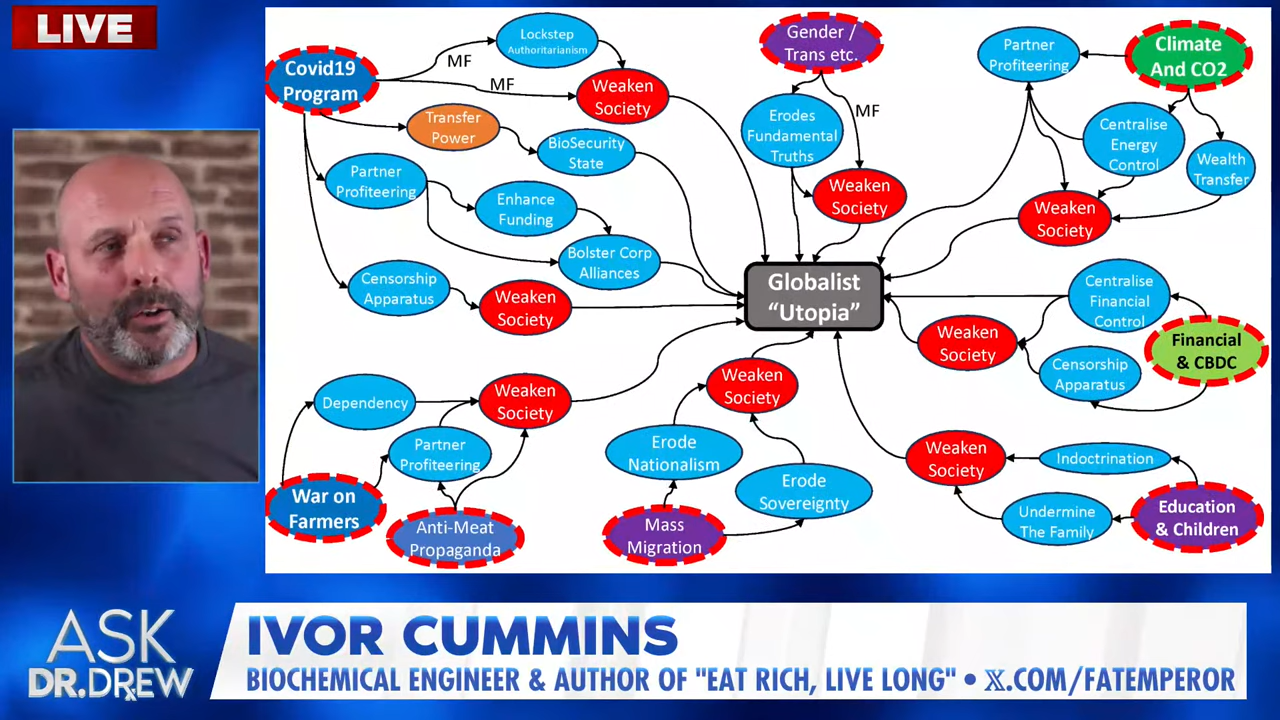 LIVE
Covid19
Program
MF
MF
Lockstep
Authoritarianism
Weaken
Society
Transfer
Power
BioSecurity
State
Partner
Profiteering
Enhance
Funding
Bolster Corp
Alliances
Censorship
Apparatus
Weaken
Society
Gender /
Trans etc.
Erodes
Fundamental
Truths
MF
Weaken
Society
Climate
And CO2
Partner
Profiteering
Centralise
Energy
Control
Wealth
Transfer
Weaken
Society
Globalist
“Utopia”
Centralise
Financial
Control
Weaken
Society
Financial
& CBDC
Censorship
Apparatus
Dependency
Weaken
Society
Partner
Profiteering
War on
Farmers
Anti-Meat
Propaganda
Weaken
Society
Erode
Nationalism
Erode
Sovereignty
Mass
Migration
Weaken
Society
Indoctrination
Undermine
The Family
Education
& Children
ASK
DR.DREW
IVOR CUMMINS
BIOCHEMICAL ENGINEER & AUTHOR OF "EAT RICH, LIVE LONG" • X.COM/FATEMPEROR